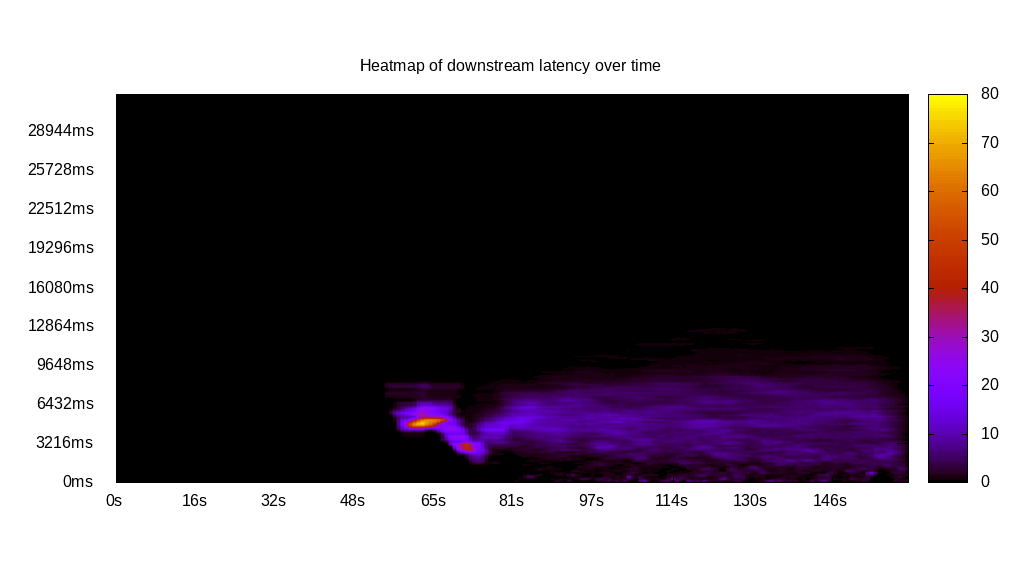 Heatmap of downstream latency over time
28944ms
25728ms
22512ms
19296ms
16080ms
12864ms
9648ms
6432ms
3216ms
0ms
0s 16s 32s 48s 65s 81s 97s 114s 130s 146s
80
70
60
50
40
30
20
10
0